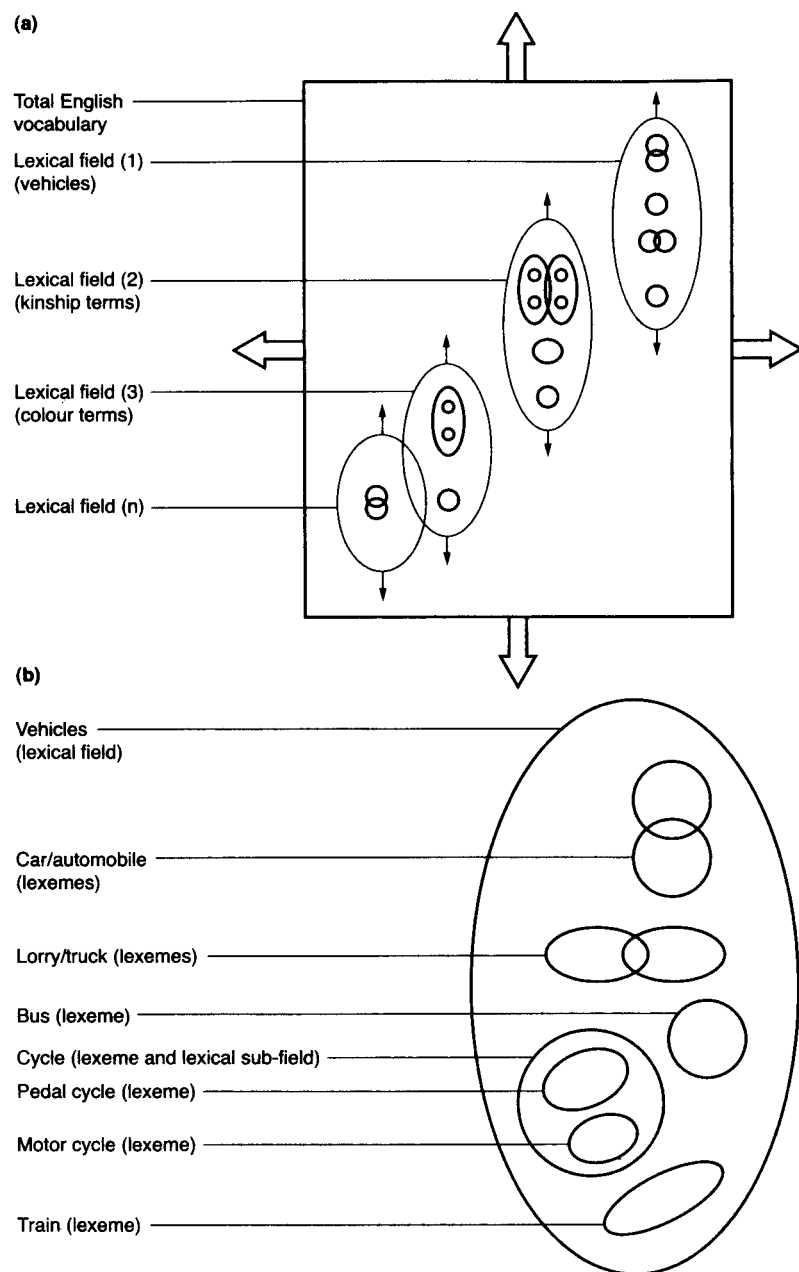 (a)
Total English
vocabulary
Lexical field (1)
(vehicles)
Lexical field (2)
(kinship terms)
Lexical field (3)
(colour terms)
Lexical field (n)
(b)
Vehicles
(lexical field)
Car/automobile
(lexemes)
Lorry/truck (lexemes)
Bus (lexeme)
Cycle (lexeme and lexical sub-field)
Pedal cycle (lexeme)
Motor cycle (lexeme)
Train (lexeme)